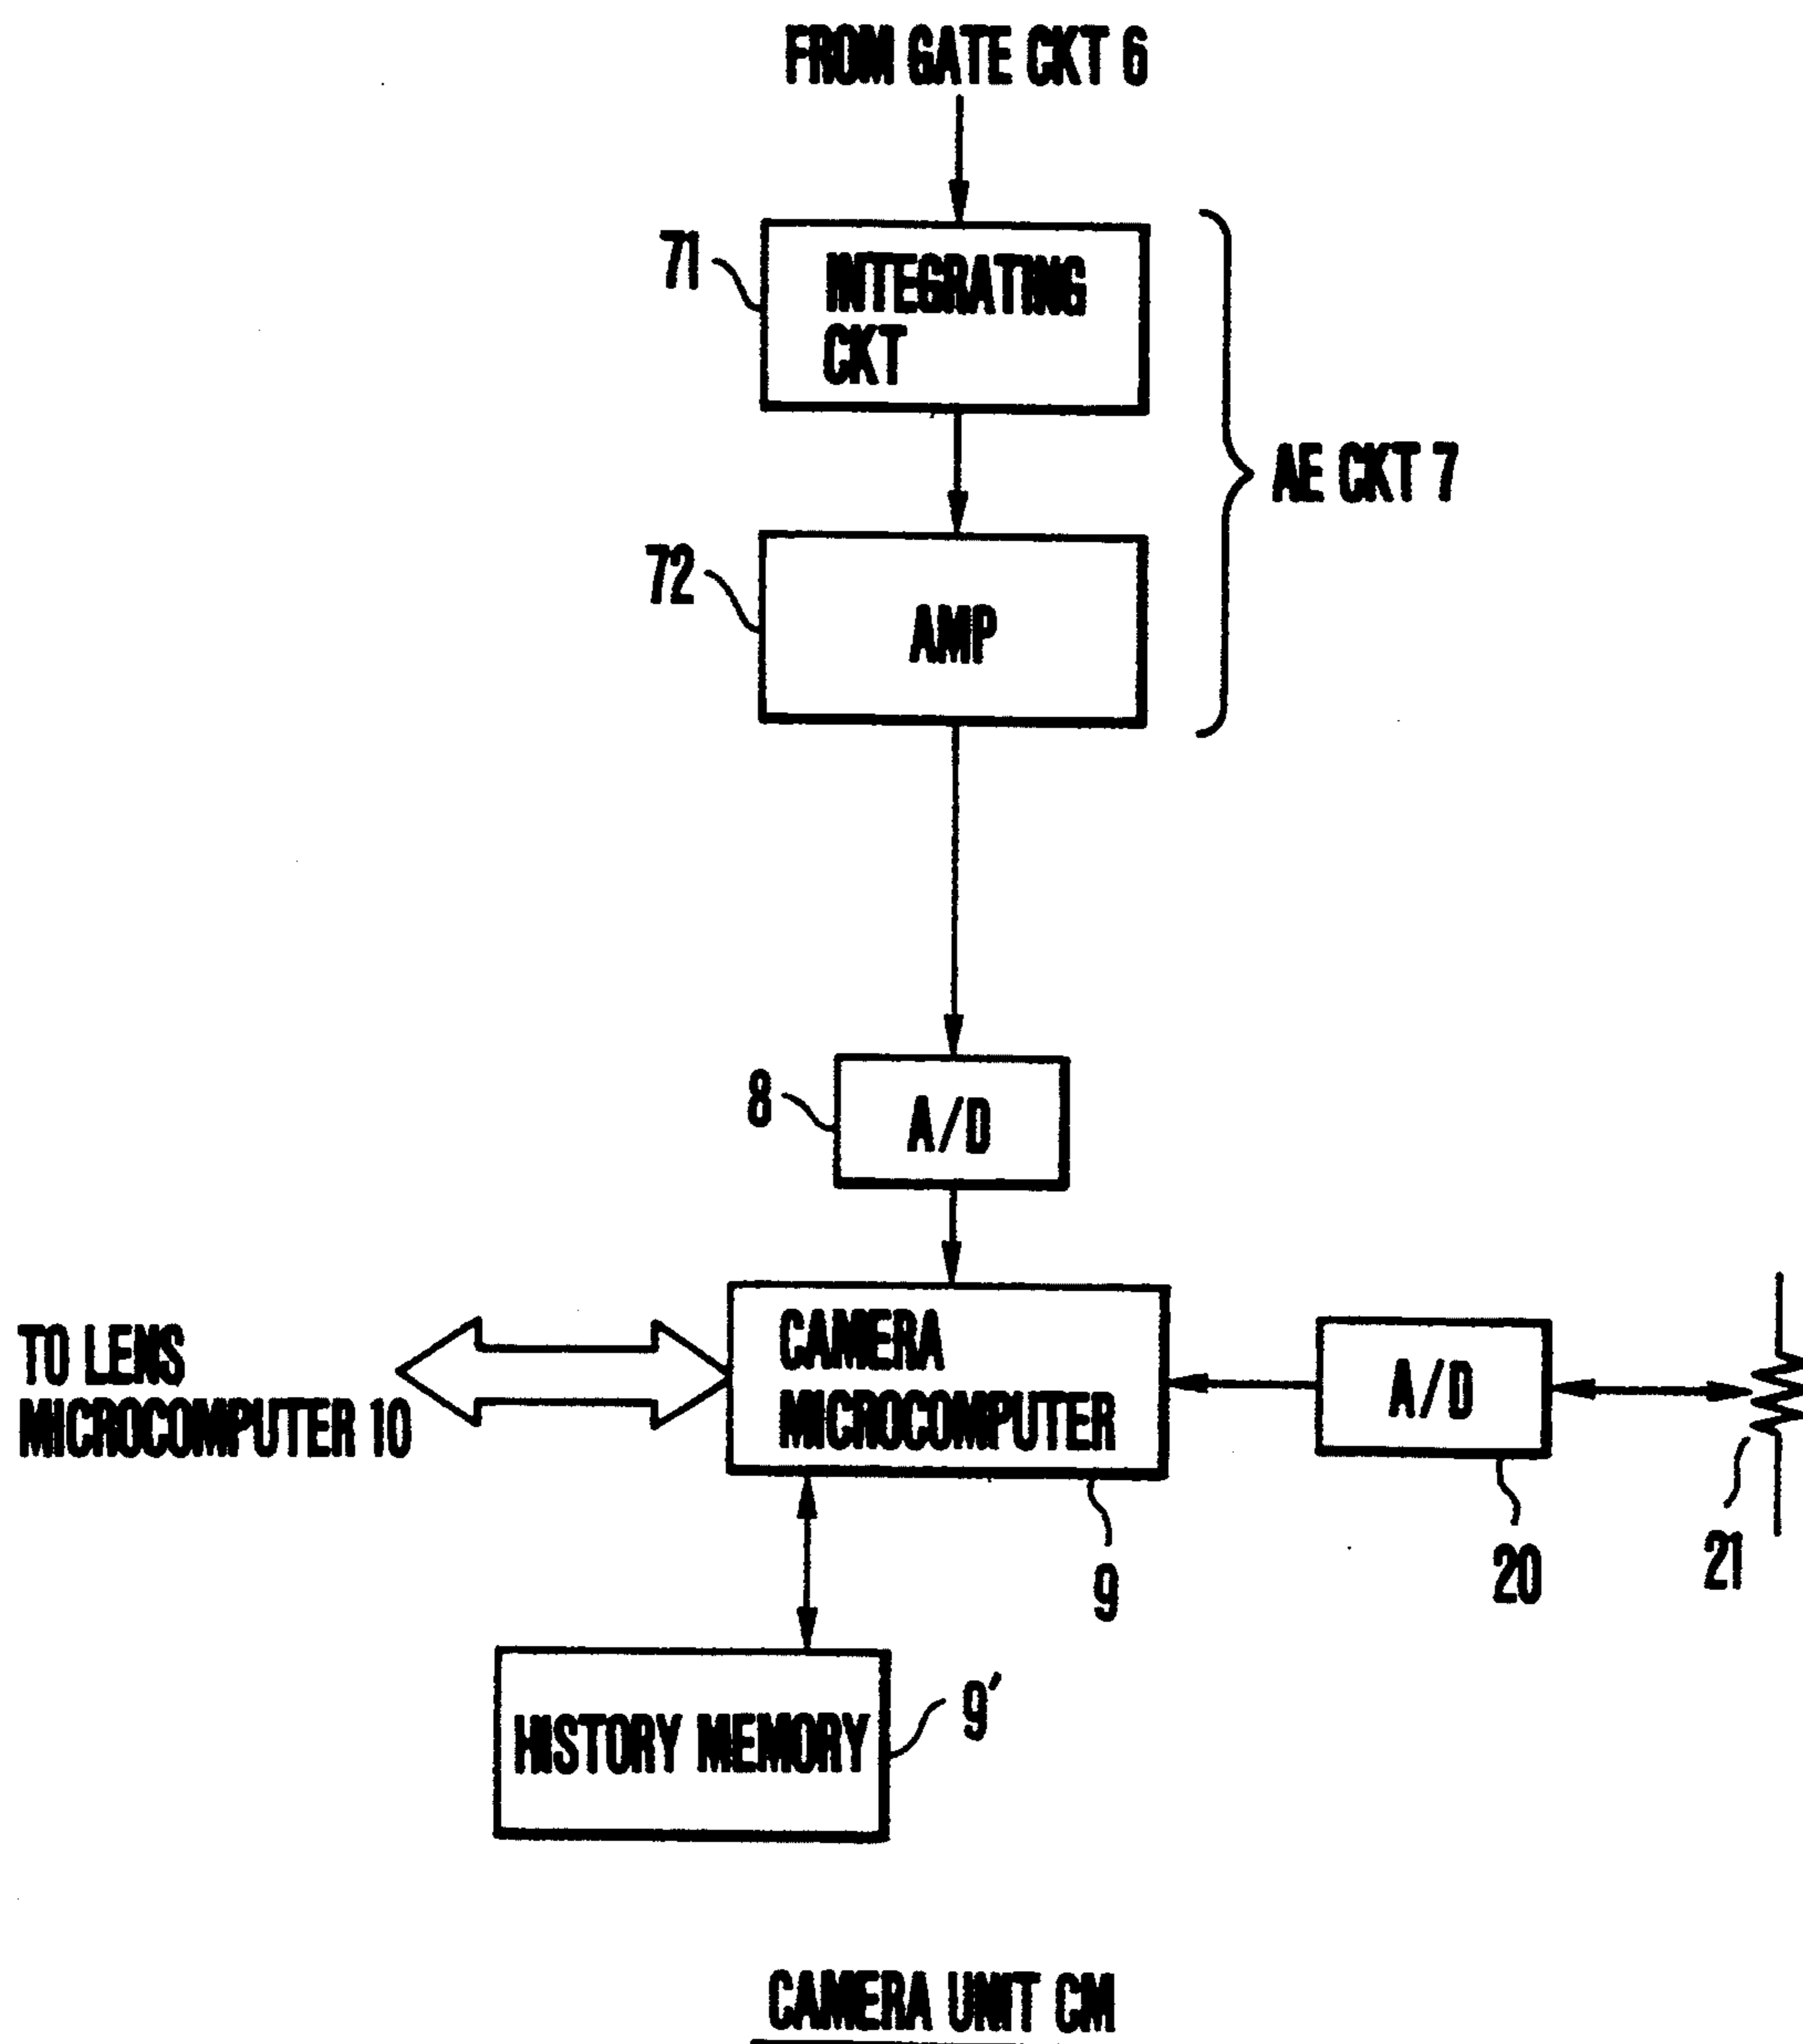 FROM GATE CKT 6
71
INTEGRATING
CKT
AE CKT 7
72
AMP
8
A/D
TO LENS
MICROCOMPUTER 10
CAMERA
MICROCOMPUTER
A/D
9
20
21
HISTORY MEMORY
9'
CAMERA UNIT CM